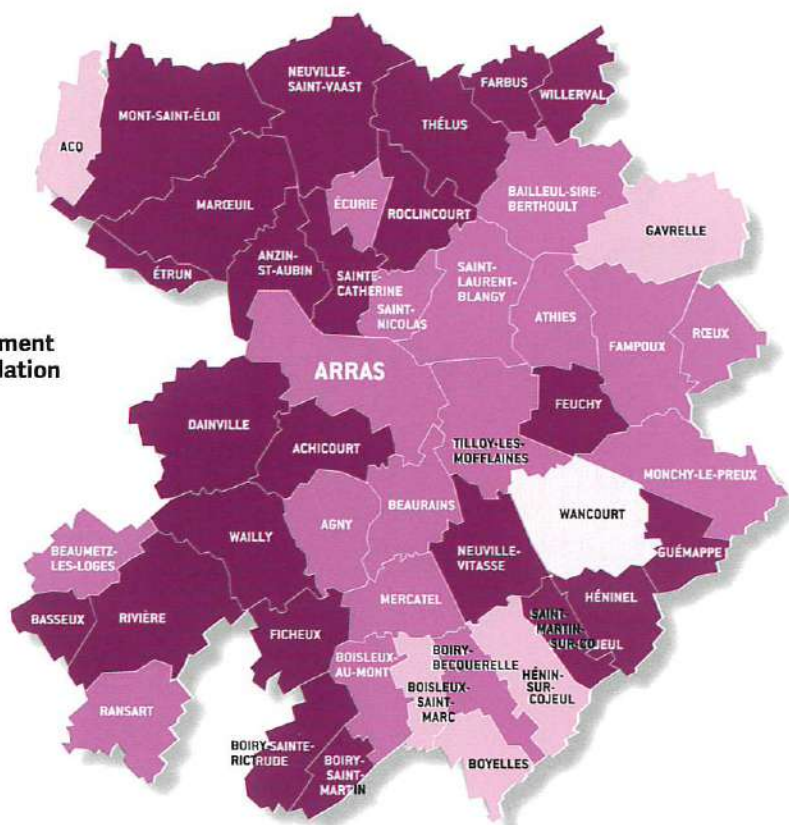 NEUVILLE-
SAINT-VAAST
FARBUS
WILLERVAL
MONT-SAINT-ÉLOI
THÉLUS
ACQ
BAILLEUL-SIRE-
BERTHOULT
MARŒUIL
ÉCURIE
ROCLINCOURT
GAVRELLE
ÉTRUN
ANZIN-
ST-AUBIN
SAINTE-
CATHERINE
SAINT-
LAURENT-
BLANGY
SAINT-
NICOLAS
ATHIES
FAMPOUX
RŒUX
ement
lation
ARRAS
FEUCHY
DAINVILLE
ACHICOURT
TILLOY-LES-
MOFFLAINES
MONCHY-LE-PREUX
BEAURAINS
AGNY
WANCOURT
WAILLY
BEAUMETZ-
LES-LOGES
NEUVILLE-
VITASSE
GUÉMAPPE
HÉNINEL
MERCATEL
BASSEUX
RIVIÈRE
SAINT-
MARTIN-
SUR-COJEUL
FICHEUX
BOISLEUX-
AU-MONT
BOIRY-
BECQUERELLE
HÉNIN-
SUR-
COJEUL
BOISLEUX-
SAINT-
MARC
RANSART
BOIRY-SAINTE-
RICTRUDE
BOIRY-
SAINT-
MARTIN
BOYELLES